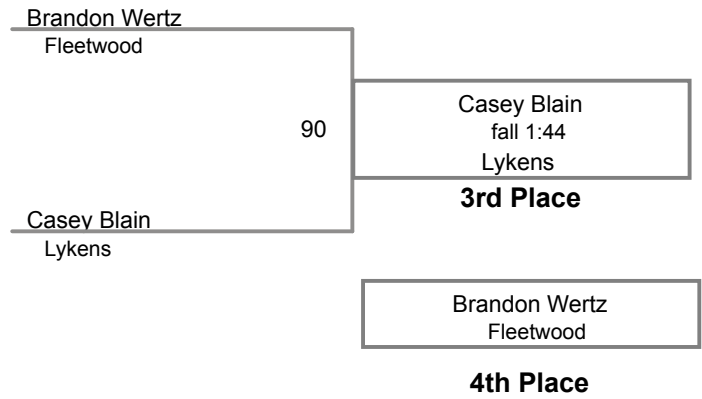 Brandon Wertz
Fleetwood
90
Casey Blain
fall 1:44
Lykens
3rd Place
Casey Blain
Lykens
Brandon Wertz
Fleetwood
4th Place